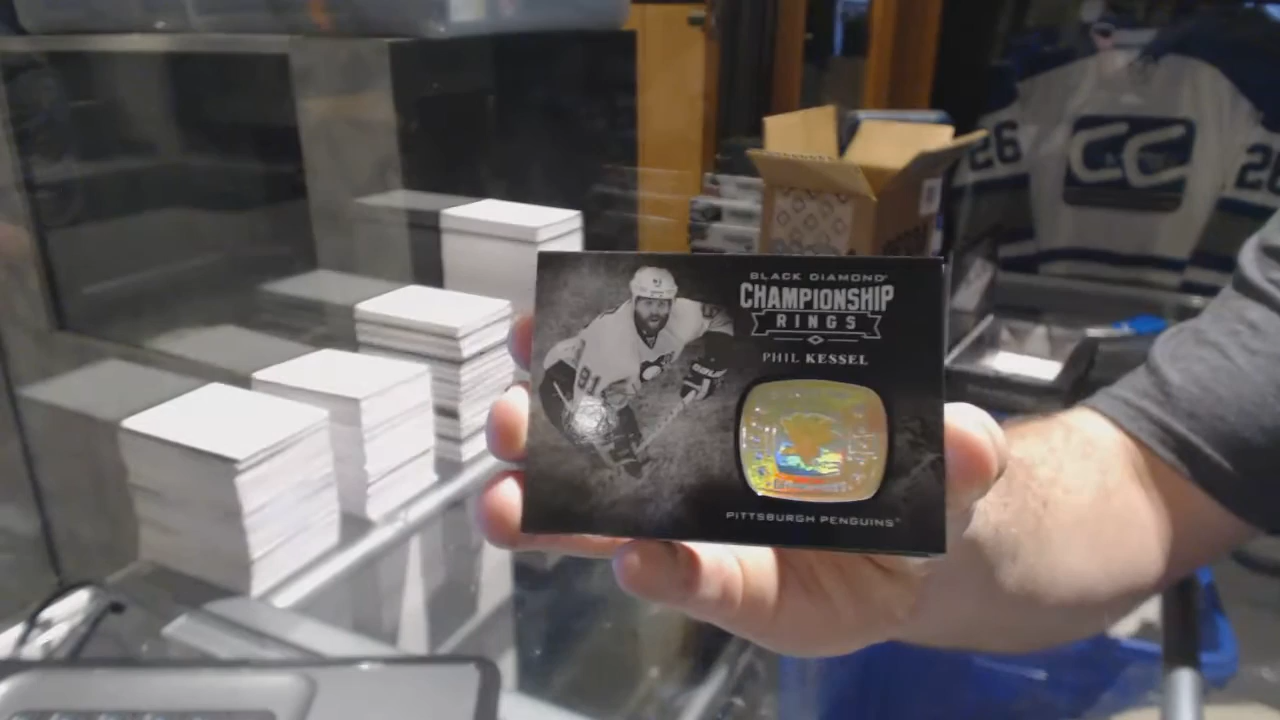 BLACK DIAMOND
CHAMPIONSHIP
RINGS
PHIL KESSEL
81
PITTSBURGH PENGUINS
26
CC
26